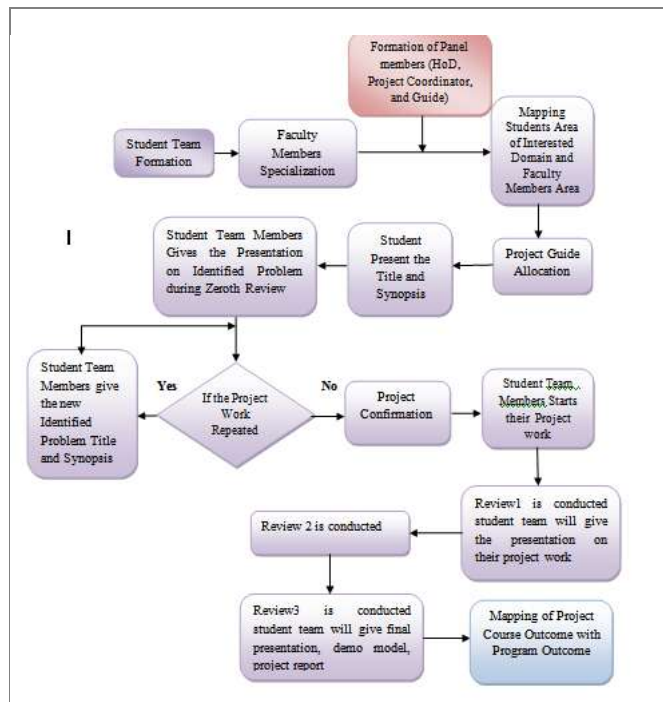 Formation of Panel
members (HoD,
Project Coordinator,
and Guide)
Student Team
Formation
Faculty
Members
Specialization
Mapping
Students Area
of Interested
Domain and
Faculty
Members Area
Student Team Members
Gives the Presentation
on Identified Problem
during Zeroth Review
Student
Present the
Title and
Synopsis
Project Guide
Allocation
Student Team
Members give
the new
Identified
Problem Title
and Synopsis
Yes
If the Project
Work
Repeated
No
Project
Confirmation
Student Team
Members Starts
their Project
work
Review1 is conducted
student team will give
the presentation on
their project work
Review 2 is conducted
Review3 is conducted
student team will give final
presentation, demo model,
project report
Mapping of Project
Course Outcome with
Program Outcome